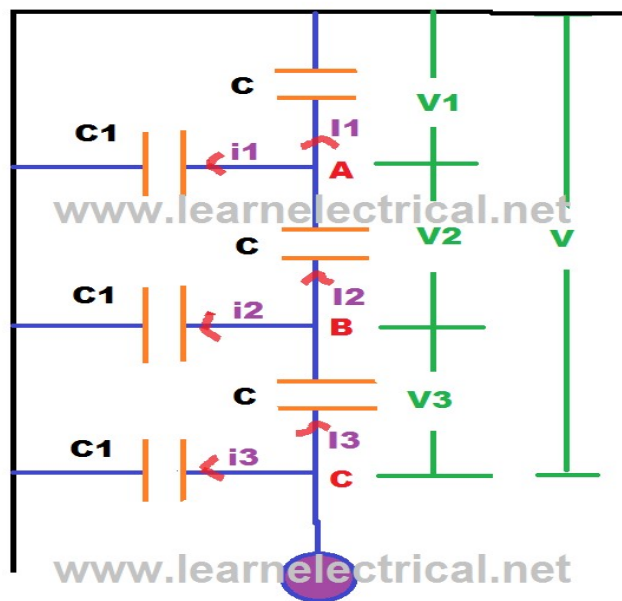 C
V1
C1
i1
I1
A
www.learnelectrical.net
C
V2
V
C1
i2
I2
B
C
V3
C1
i3
I3
C
www.learnelectrical.net